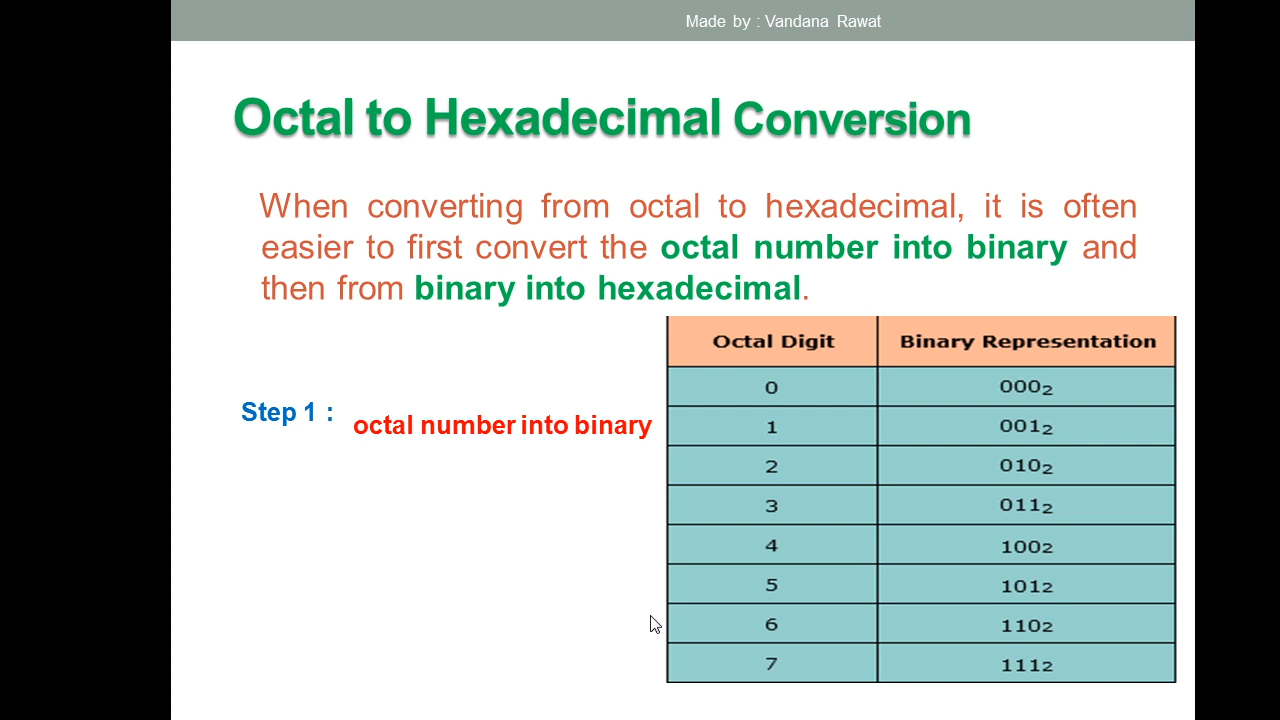 Made by : Vandana Rawat
Octal to Hexadecimal Conversion
When converting from octal to hexadecimal, it is often
easier to first convert the octal number into binary and
then from binary into hexadecimal.
Step 1 :
octal number into binary
Octal Digit Binary Representation
0 000₂
1 001₂
2 010₂
3 011₂
4 100₂
5 101₂
6 110₂
7 111₂